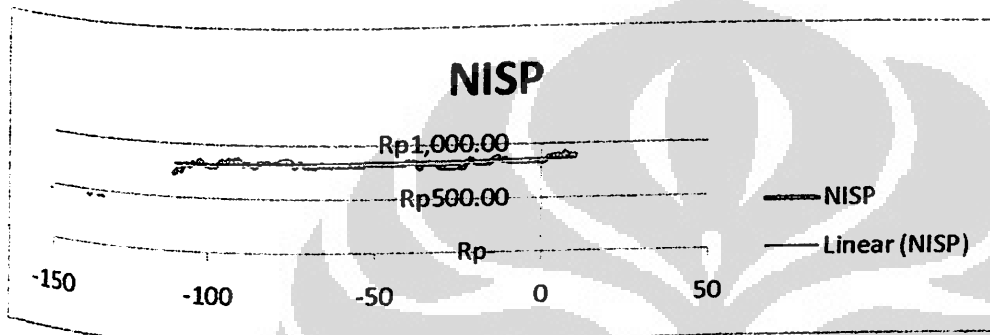 NISP
Rp1,000.00
Rp500.00
Rp
-150 -100 -50 0 50
NISP
Linear (NISP)